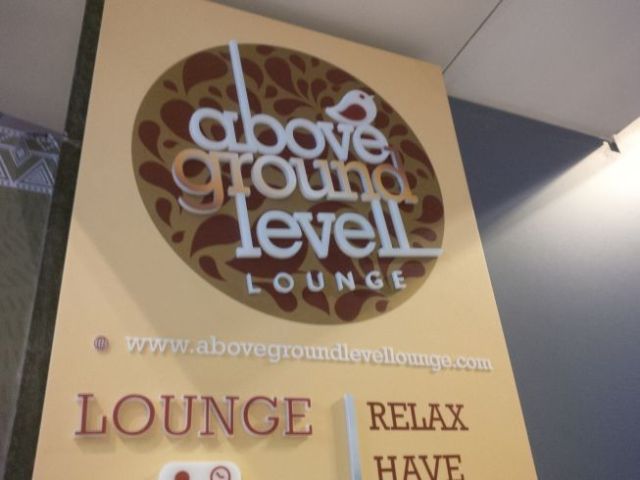 above
ground
levell
LOUNGE
www.abovegroundlevellounge.com
LOUNGE
RELAX
HAVE